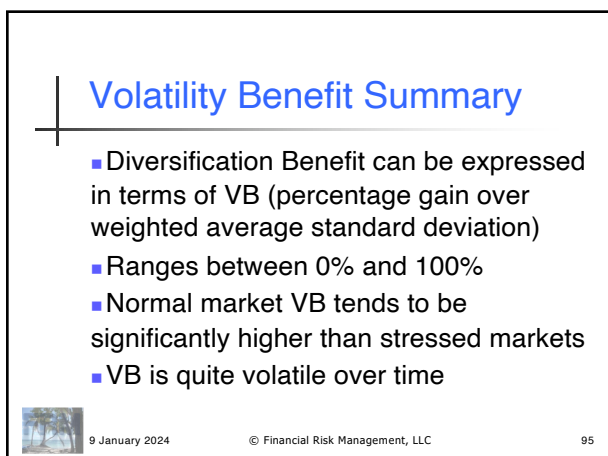 Volatility Benefit Summary
▪Diversification Benefit can be expressed
in terms of VB (percentage gain over
weighted average standard deviation)
▪Ranges between 0% and 100%
▪Normal market VB tends to be
significantly higher than stressed markets
▪VB is quite volatile over time
9 January 2024 © Financial Risk Management, LLC 95